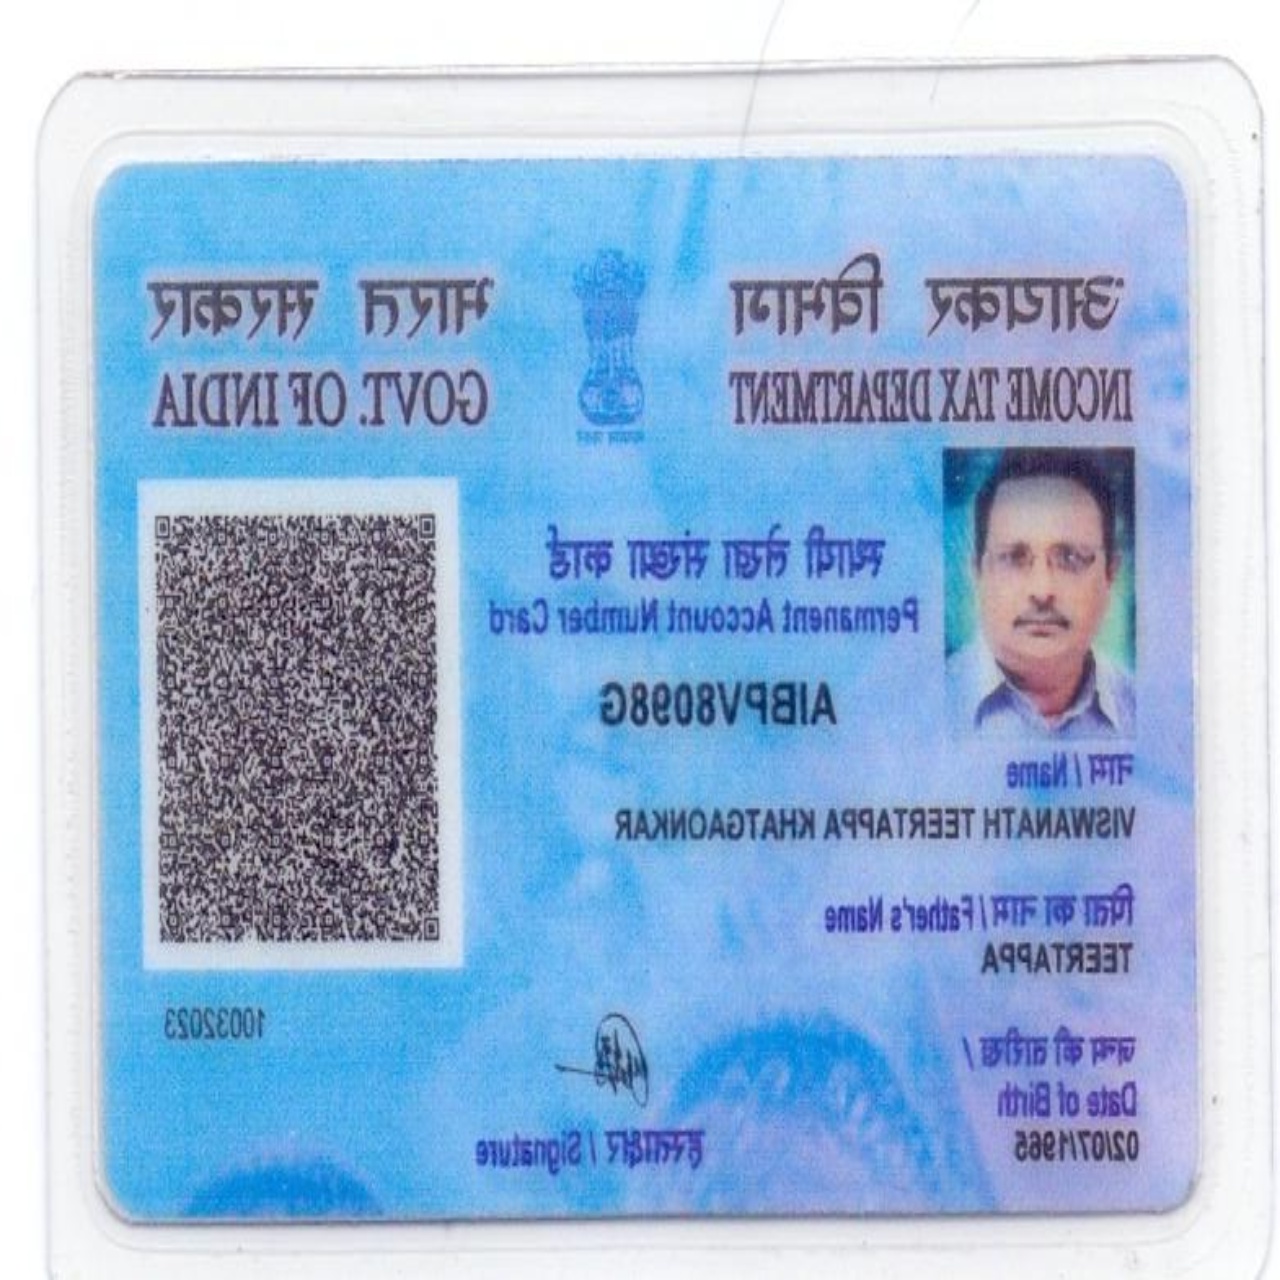 आयकर विभाग
INCOME TAX DEPARTMENT
भारत सरकार
GOVT. OF INDIA
स्थायी लेखा संख्या कार्ड
Permanent Account Number Card
AIBPV8098G
नाम / Name
VISWANATH TEERTAPPA KHATGAONKAR
पिता का नाम / Father's Name
TEERTAPPA
जन्म की तारीख /
Date of Birth
02/07/1965
हस्ताक्षर / Signature
10032023